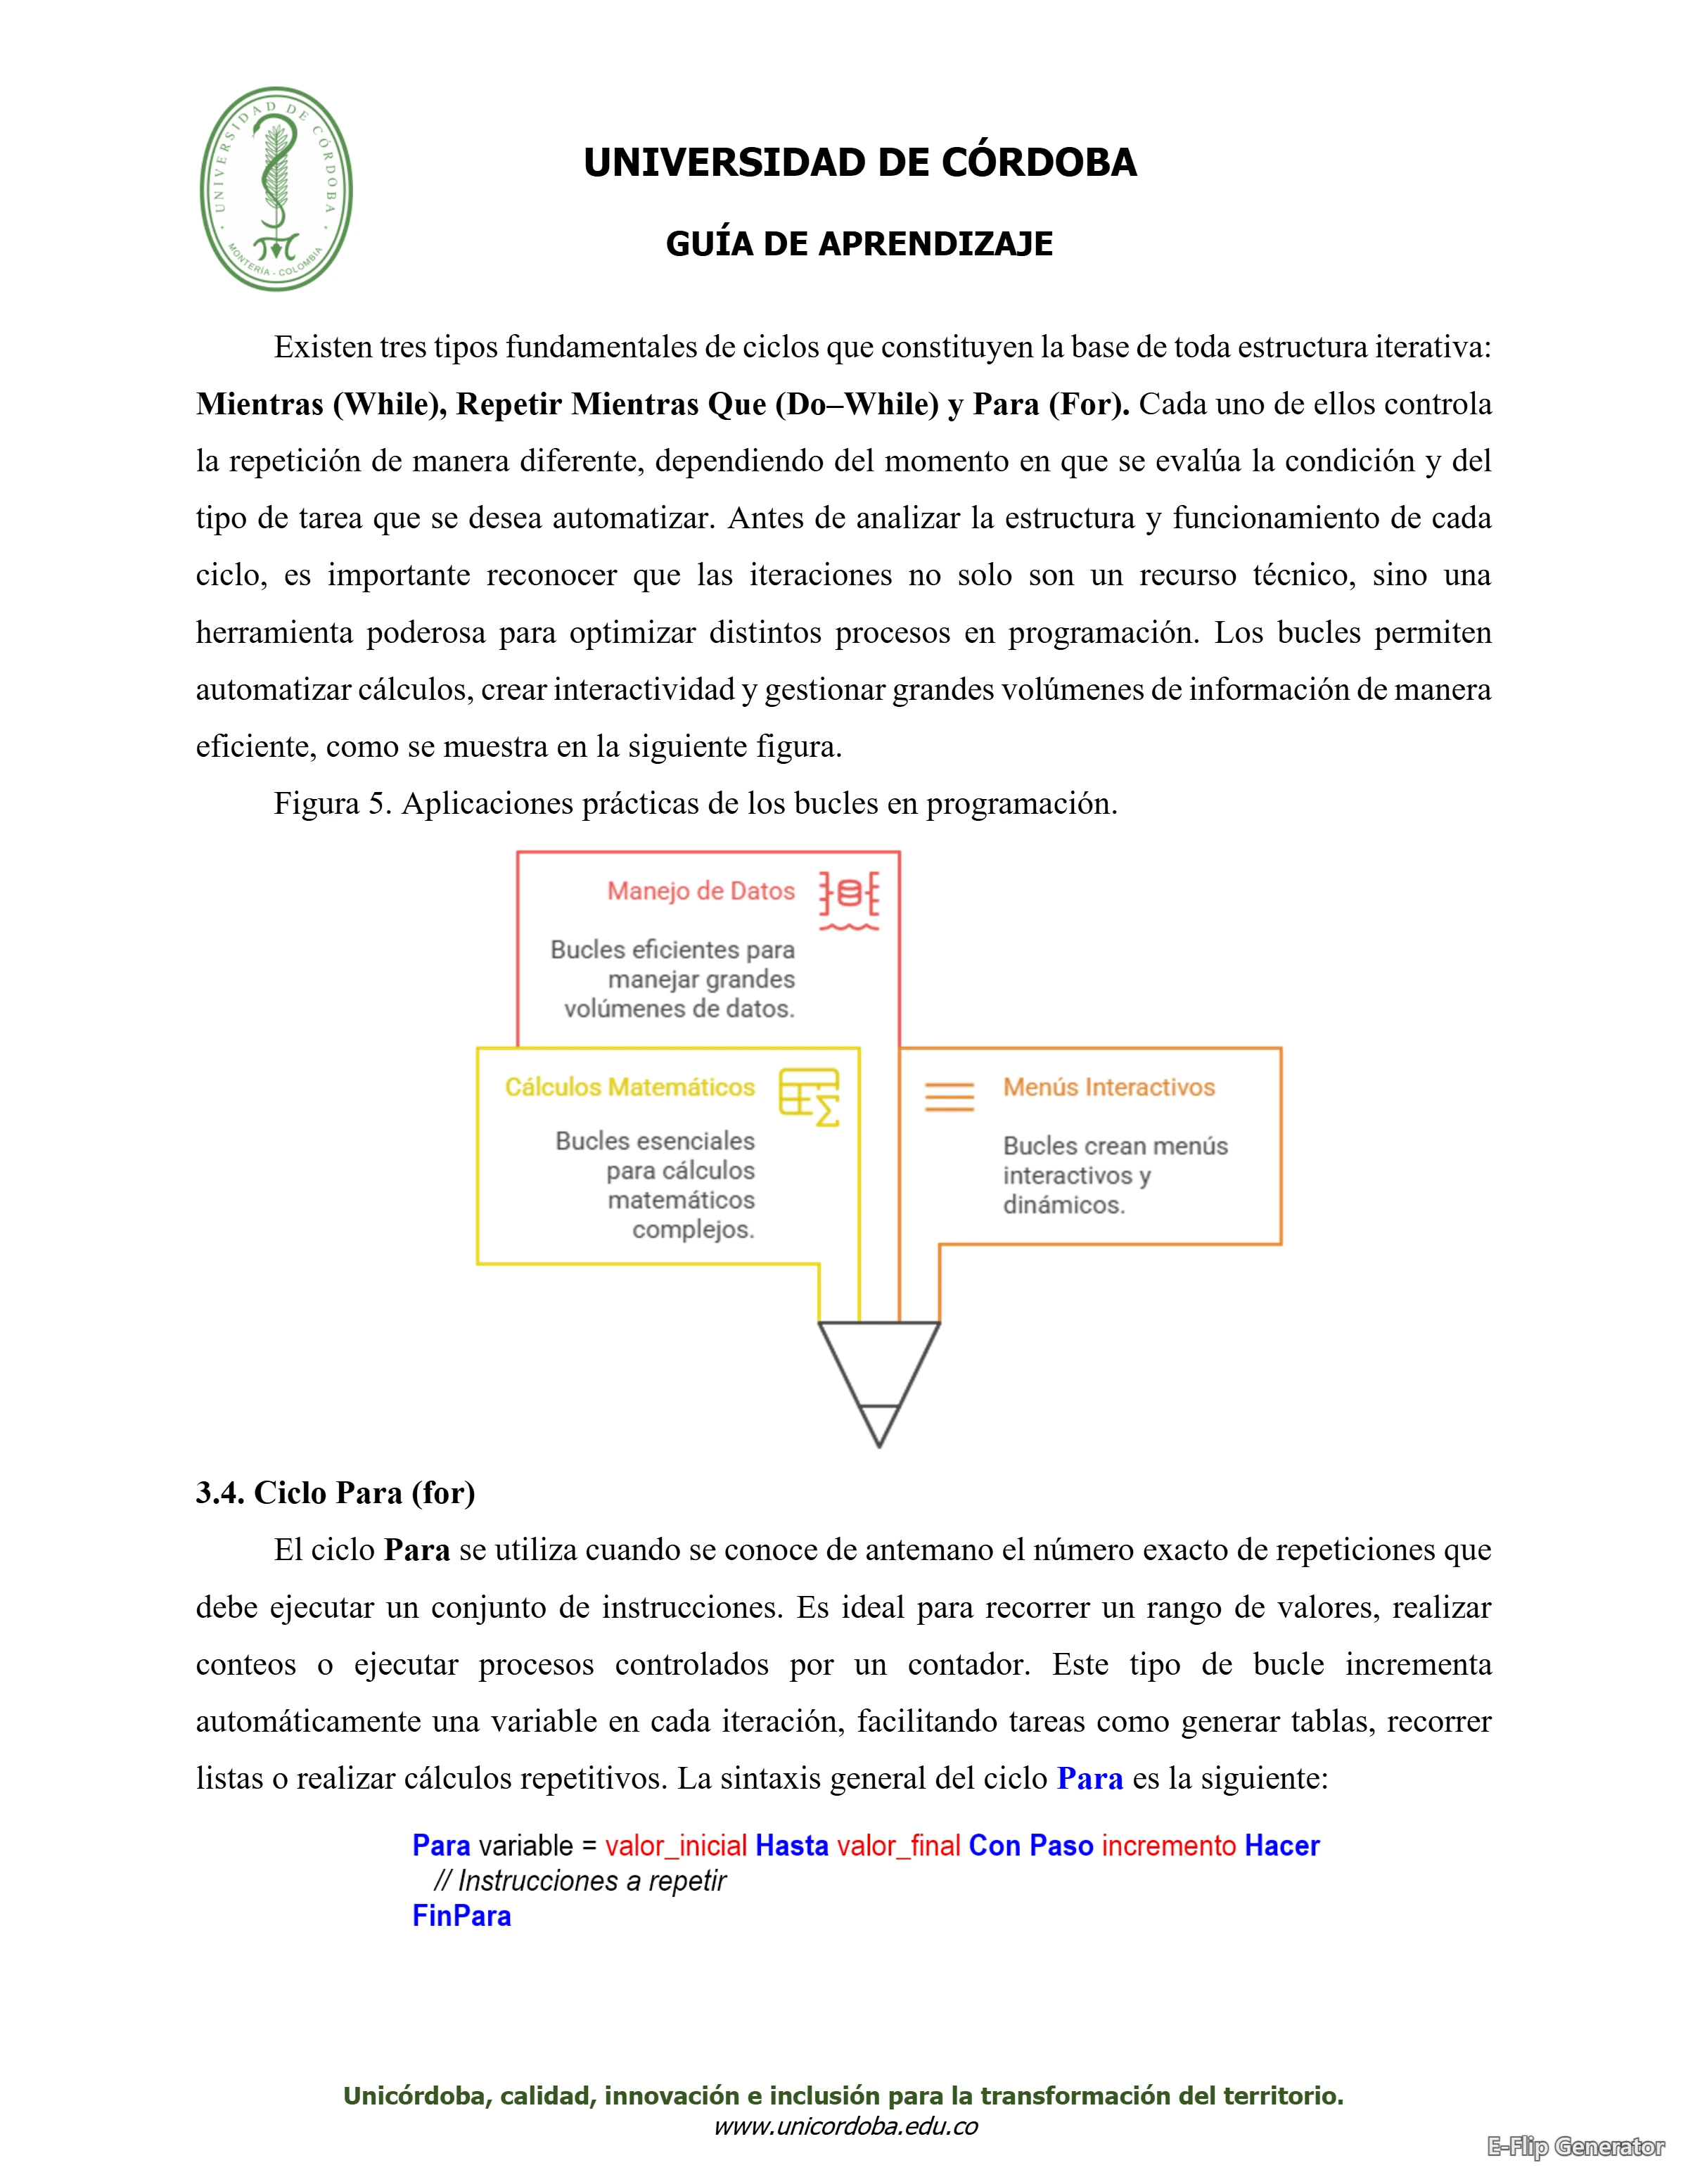 UNIVERSIDAD DE CÓRDOBA
MONTERÍA - COLOMBIA
UNIVERSIDAD DE CÓRDOBA
GUÍA DE APRENDIZAJE
Existen tres tipos fundamentales de ciclos que constituyen la base de toda estructura iterativa:
Mientras (While), Repetir Mientras Que (Do–While) y Para (For). Cada uno de ellos controla
la repetición de manera diferente, dependiendo del momento en que se evalúa la condición y del
tipo de tarea que se desea automatizar. Antes de analizar la estructura y funcionamiento de cada
ciclo, es importante reconocer que las iteraciones no solo son un recurso técnico, sino una
herramienta poderosa para optimizar distintos procesos en programación. Los bucles permiten
automatizar cálculos, crear interactividad y gestionar grandes volúmenes de información de manera
eficiente, como se muestra en la siguiente figura.
Figura 5. Aplicaciones prácticas de los bucles en programación.
Manejo de Datos
Bucles eficientes para
manejar grandes
volúmenes de datos.
Cálculos Matemáticos
Bucles esenciales
para cálculos
matemáticos
complejos.
Menús Interactivos
Bucles crean menús
interactivos y
dinámicos.
3.4. Ciclo Para (for)
El ciclo Para se utiliza cuando se conoce de antemano el número exacto de repeticiones que
debe ejecutar un conjunto de instrucciones. Es ideal para recorrer un rango de valores, realizar
conteos o ejecutar procesos controlados por un contador. Este tipo de bucle incrementa
automáticamente una variable en cada iteración, facilitando tareas como generar tablas, recorrer
listas o realizar cálculos repetitivos. La sintaxis general del ciclo Para es la siguiente:
Para variable = valor_inicial Hasta valor_final Con Paso incremento Hacer
// Instrucciones a repetir
FinPara
Unicórdoba, calidad, innovación e inclusión para la transformación del territorio.
www.unicordoba.edu.co
E-Flip Generator